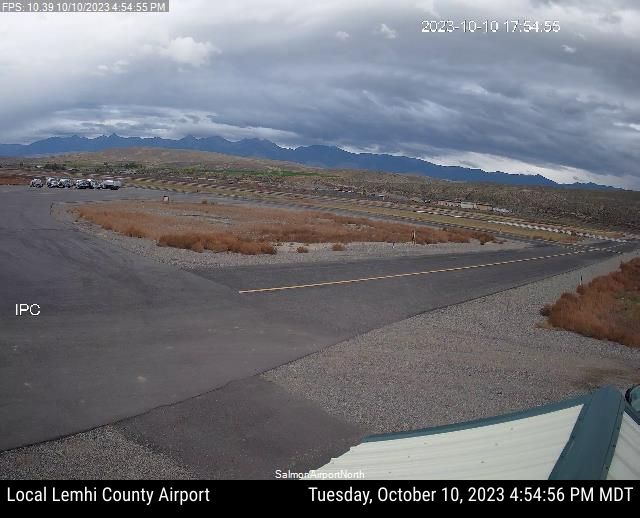 FPS: 10.39 10/10/2023 4:54:55 PM
2023-10-10 17:54:55
IPC
SalmonAirportNorth
Local Lemhi County Airport
Tuesday, October 10, 2023 4:54:56 PM MDT